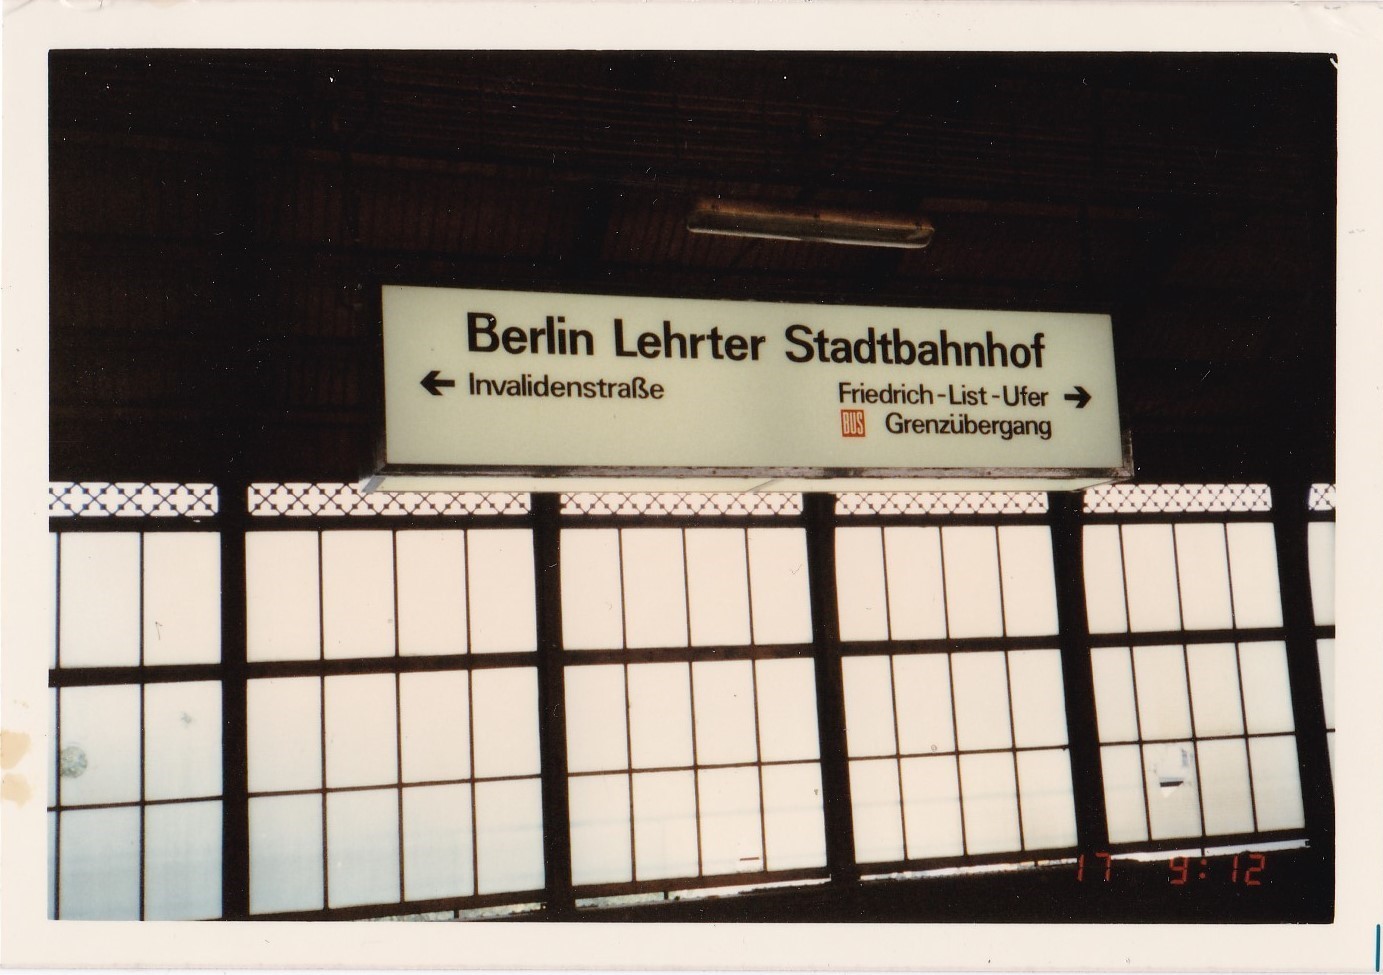 Berlin Lehrter Stadtbahnhof
← Invalidenstraße
Friedrich-List-Ufer →
BUS Grenzübergang
17 9:12